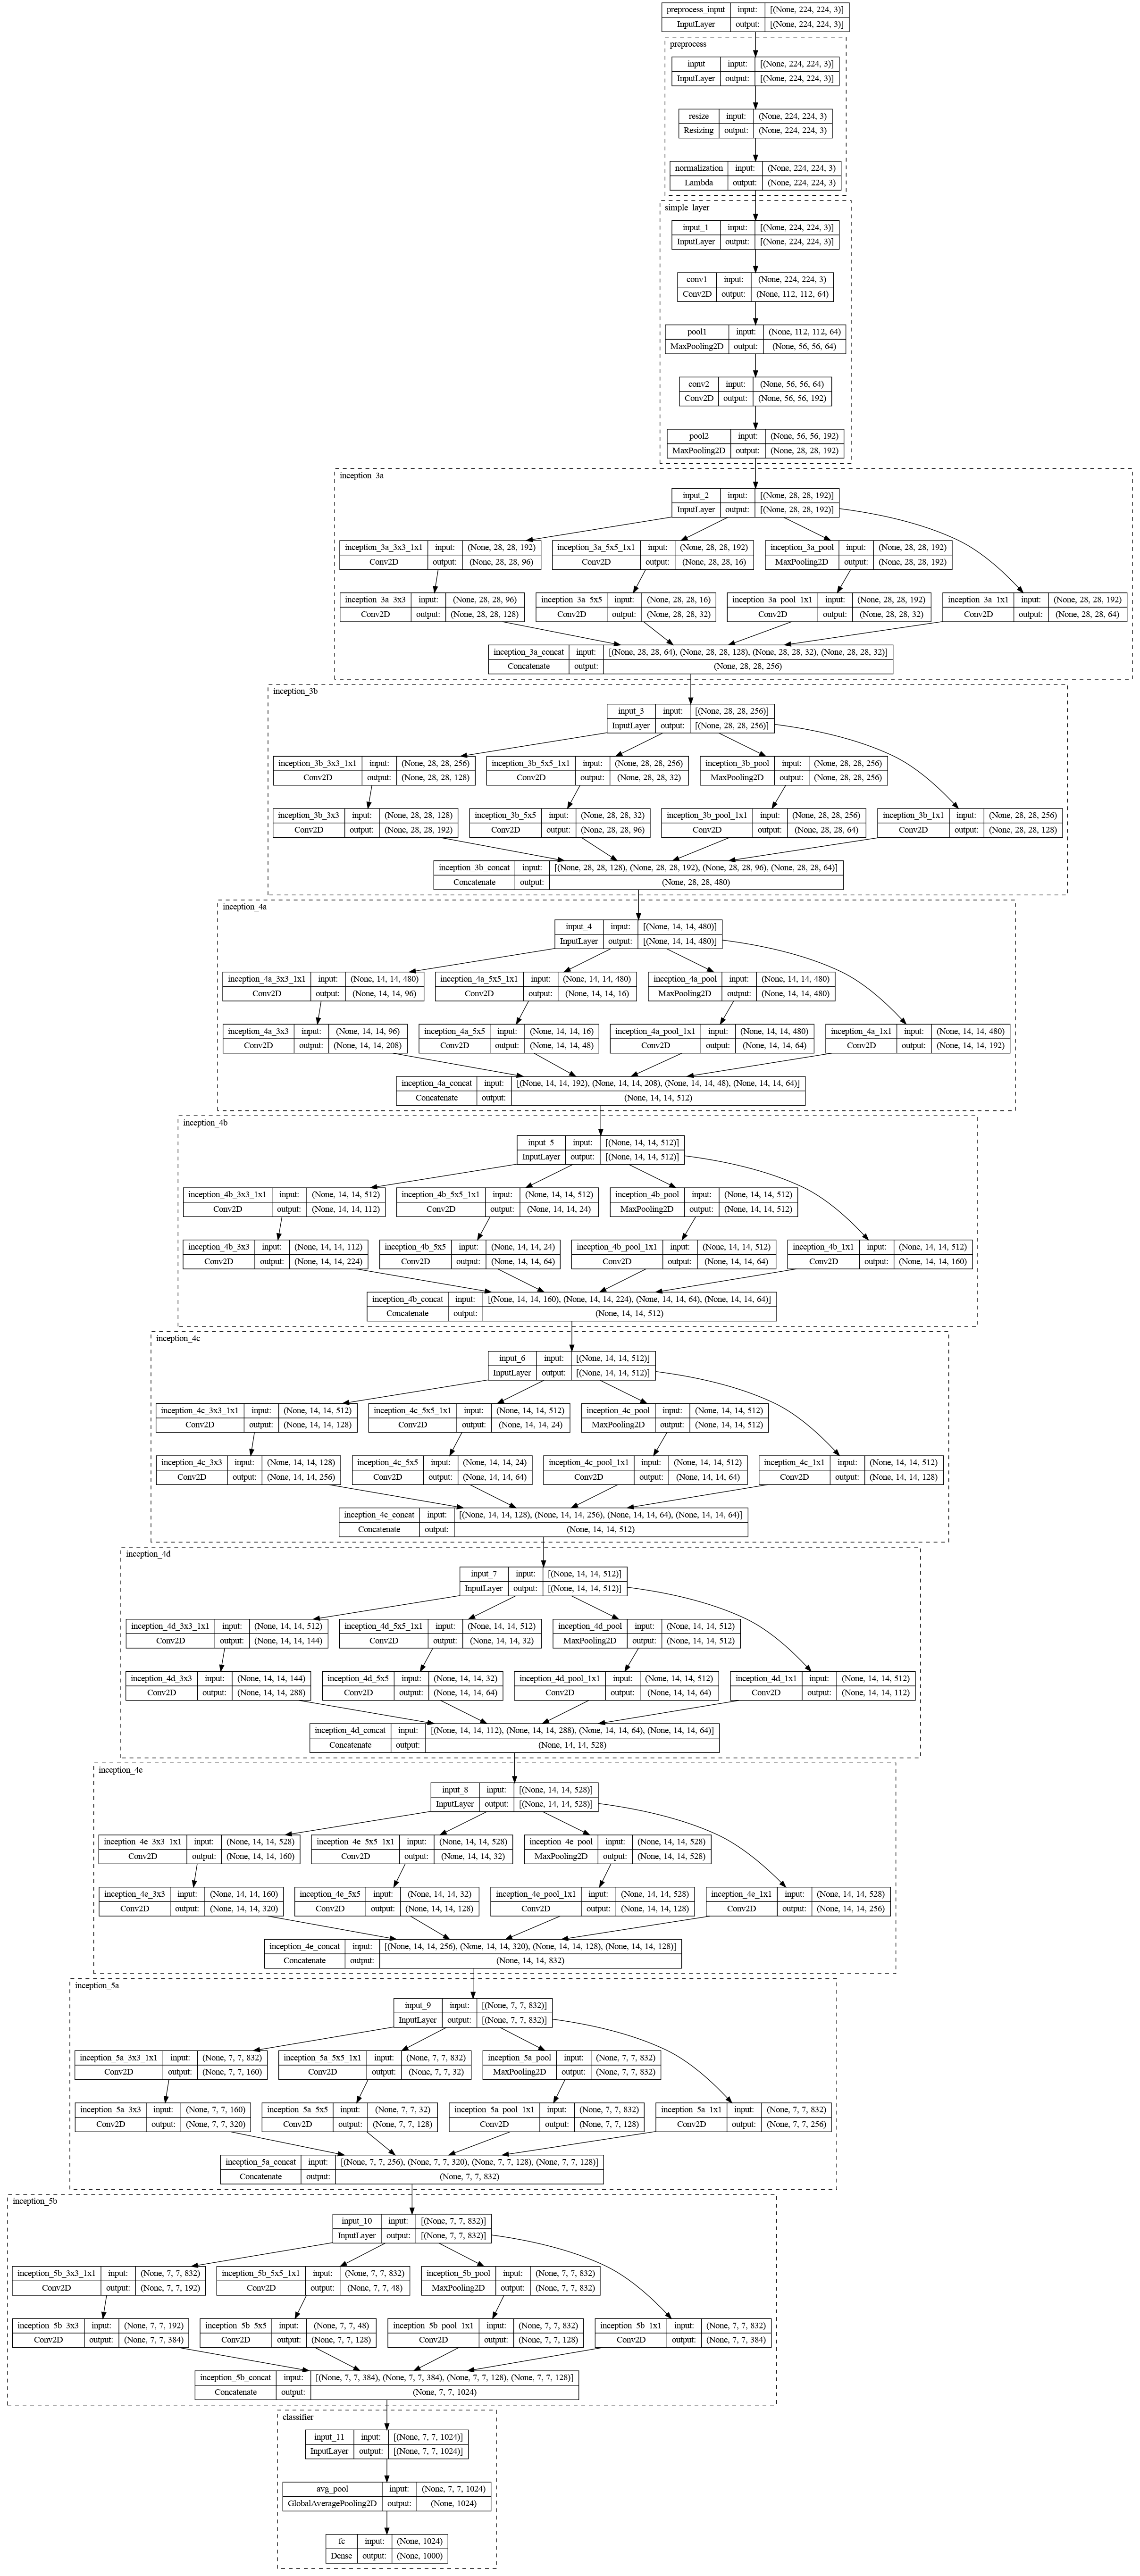 preprocess_input input: [(None, 224, 224, 3)]
InputLayer output: [(None, 224, 224, 3)]
preprocess
input input: [(None, 224, 224, 3)]
InputLayer output: [(None, 224, 224, 3)]
resize input: (None, 224, 224, 3)
Resizing output: (None, 224, 224, 3)
normalization input: (None, 224, 224, 3)
Lambda output: (None, 224, 224, 3)
simple_layer
input_1 input: [(None, 224, 224, 3)]
InputLayer output: [(None, 224, 224, 3)]
conv1 input: (None, 224, 224, 3)
Conv2D output: (None, 112, 112, 64)
pool1 input: (None, 112, 112, 64)
MaxPooling2D output: (None, 56, 56, 64)
conv2 input: (None, 56, 56, 64)
Conv2D output: (None, 56, 56, 192)
pool2 input: (None, 56, 56, 192)
MaxPooling2D output: (None, 28, 28, 192)
inception_3a
input_2 input: [(None, 28, 28, 192)]
InputLayer output: [(None, 28, 28, 192)]
inception_3a_3x3_1x1 input: (None, 28, 28, 192) inception_3a_5x5_1x1 input: (None, 28, 28, 192) inception_3a_pool input: (None, 28, 28, 192)
Conv2D output: (None, 28, 28, 96) Conv2D output: (None, 28, 28, 16) MaxPooling2D output: (None, 28, 28, 192)
inception_3a_3x3 input: (None, 28, 28, 96) inception_3a_5x5 input: (None, 28, 28, 16) inception_3a_pool_1x1 input: (None, 28, 28, 192) inception_3a_1x1 input: (None, 28, 28, 192)
Conv2D output: (None, 28, 28, 128) Conv2D output: (None, 28, 28, 32) Conv2D output: (None, 28, 28, 32) Conv2D output: (None, 28, 28, 64)
inception_3a_concat input: [(None, 28, 28, 64), (None, 28, 28, 128), (None, 28, 28, 32), (None, 28, 28, 32)]
Concatenate output: (None, 28, 28, 256)
inception_3b
input_3 input: [(None, 28, 28, 256)]
InputLayer output: [(None, 28, 28, 256)]
inception_3b_3x3_1x1 input: (None, 28, 28, 256) inception_3b_5x5_1x1 input: (None, 28, 28, 256) inception_3b_pool input: (None, 28, 28, 256)
Conv2D output: (None, 28, 28, 128) Conv2D output: (None, 28, 28, 32) MaxPooling2D output: (None, 28, 28, 256)
inception_3b_3x3 input: (None, 28, 28, 128) inception_3b_5x5 input: (None, 28, 28, 32) inception_3b_pool_1x1 input: (None, 28, 28, 256) inception_3b_1x1 input: (None, 28, 28, 256)
Conv2D output: (None, 28, 28, 192) Conv2D output: (None, 28, 28, 96) Conv2D output: (None, 28, 28, 64) Conv2D output: (None, 28, 28, 128)
inception_3b_concat input: [(None, 28, 28, 128), (None, 28, 28, 192), (None, 28, 28, 96), (None, 28, 28, 64)]
Concatenate output: (None, 28, 28, 480)
inception_4a
input_4 input: [(None, 14, 14, 480)]
InputLayer output: [(None, 14, 14, 480)]
inception_4a_3x3_1x1 input: (None, 14, 14, 480) inception_4a_5x5_1x1 input: (None, 14, 14, 480) inception_4a_pool input: (None, 14, 14, 480)
Conv2D output: (None, 14, 14, 96) Conv2D output: (None, 14, 14, 16) MaxPooling2D output: (None, 14, 14, 480)
inception_4a_3x3 input: (None, 14, 14, 96) inception_4a_5x5 input: (None, 14, 14, 16) inception_4a_pool_1x1 input: (None, 14, 14, 480) inception_4a_1x1 input: (None, 14, 14, 480)
Conv2D output: (None, 14, 14, 208) Conv2D output: (None, 14, 14, 48) Conv2D output: (None, 14, 14, 64) Conv2D output: (None, 14, 14, 192)
inception_4a_concat input: [(None, 14, 14, 192), (None, 14, 14, 208), (None, 14, 14, 48), (None, 14, 14, 64)]
Concatenate output: (None, 14, 14, 512)
inception_4b
input_5 input: [(None, 14, 14, 512)]
InputLayer output: [(None, 14, 14, 512)]
inception_4b_3x3_1x1 input: (None, 14, 14, 512) inception_4b_5x5_1x1 input: (None, 14, 14, 512) inception_4b_pool input: (None, 14, 14, 512)
Conv2D output: (None, 14, 14, 112) Conv2D output: (None, 14, 14, 24) MaxPooling2D output: (None, 14, 14, 512)
inception_4b_3x3 input: (None, 14, 14, 112) inception_4b_5x5 input: (None, 14, 14, 24) inception_4b_pool_1x1 input: (None, 14, 14, 512) inception_4b_1x1 input: (None, 14, 14, 512)
Conv2D output: (None, 14, 14, 224) Conv2D output: (None, 14, 14, 64) Conv2D output: (None, 14, 14, 64) Conv2D output: (None, 14, 14, 160)
inception_4b_concat input: [(None, 14, 14, 160), (None, 14, 14, 224), (None, 14, 14, 64), (None, 14, 14, 64)]
Concatenate output: (None, 14, 14, 512)
inception_4c
input_6 input: [(None, 14, 14, 512)]
InputLayer output: [(None, 14, 14, 512)]
inception_4c_3x3_1x1 input: (None, 14, 14, 512) inception_4c_5x5_1x1 input: (None, 14, 14, 512) inception_4c_pool input: (None, 14, 14, 512)
Conv2D output: (None, 14, 14, 128) Conv2D output: (None, 14, 14, 24) MaxPooling2D output: (None, 14, 14, 512)
inception_4c_3x3 input: (None, 14, 14, 128) inception_4c_5x5 input: (None, 14, 14, 24) inception_4c_pool_1x1 input: (None, 14, 14, 512) inception_4c_1x1 input: (None, 14, 14, 512)
Conv2D output: (None, 14, 14, 256) Conv2D output: (None, 14, 14, 64) Conv2D output: (None, 14, 14, 64) Conv2D output: (None, 14, 14, 128)
inception_4c_concat input: [(None, 14, 14, 128), (None, 14, 14, 256), (None, 14, 14, 64), (None, 14, 14, 64)]
Concatenate output: (None, 14, 14, 512)
inception_4d
input_7 input: [(None, 14, 14, 512)]
InputLayer output: [(None, 14, 14, 512)]
inception_4d_3x3_1x1 input: (None, 14, 14, 512) inception_4d_5x5_1x1 input: (None, 14, 14, 512) inception_4d_pool input: (None, 14, 14, 512)
Conv2D output: (None, 14, 14, 144) Conv2D output: (None, 14, 14, 32) MaxPooling2D output: (None, 14, 14, 512)
inception_4d_3x3 input: (None, 14, 14, 144) inception_4d_5x5 input: (None, 14, 14, 32) inception_4d_pool_1x1 input: (None, 14, 14, 512) inception_4d_1x1 input: (None, 14, 14, 512)
Conv2D output: (None, 14, 14, 288) Conv2D output: (None, 14, 14, 64) Conv2D output: (None, 14, 14, 64) Conv2D output: (None, 14, 14, 112)
inception_4d_concat input: [(None, 14, 14, 112), (None, 14, 14, 288), (None, 14, 14, 64), (None, 14, 14, 64)]
Concatenate output: (None, 14, 14, 528)
inception_4e
input_8 input: [(None, 14, 14, 528)]
InputLayer output: [(None, 14, 14, 528)]
inception_4e_3x3_1x1 input: (None, 14, 14, 528) inception_4e_5x5_1x1 input: (None, 14, 14, 528) inception_4e_pool input: (None, 14, 14, 528)
Conv2D output: (None, 14, 14, 160) Conv2D output: (None, 14, 14, 32) MaxPooling2D output: (None, 14, 14, 528)
inception_4e_3x3 input: (None, 14, 14, 160) inception_4e_5x5 input: (None, 14, 14, 32) inception_4e_pool_1x1 input: (None, 14, 14, 528) inception_4e_1x1 input: (None, 14, 14, 528)
Conv2D output: (None, 14, 14, 320) Conv2D output: (None, 14, 14, 128) Conv2D output: (None, 14, 14, 128) Conv2D output: (None, 14, 14, 256)
inception_4e_concat input: [(None, 14, 14, 256), (None, 14, 14, 320), (None, 14, 14, 128), (None, 14, 14, 128)]
Concatenate output: (None, 14, 14, 832)
inception_5a
input_9 input: [(None, 7, 7, 832)]
InputLayer output: [(None, 7, 7, 832)]
inception_5a_3x3_1x1 input: (None, 7, 7, 832) inception_5a_5x5_1x1 input: (None, 7, 7, 832) inception_5a_pool input: (None, 7, 7, 832)
Conv2D output: (None, 7, 7, 160) Conv2D output: (None, 7, 7, 32) MaxPooling2D output: (None, 7, 7, 832)
inception_5a_3x3 input: (None, 7, 7, 160) inception_5a_5x5 input: (None, 7, 7, 32) inception_5a_pool_1x1 input: (None, 7, 7, 832) inception_5a_1x1 input: (None, 7, 7, 832)
Conv2D output: (None, 7, 7, 320) Conv2D output: (None, 7, 7, 128) Conv2D output: (None, 7, 7, 128) Conv2D output: (None, 7, 7, 256)
inception_5a_concat input: [(None, 7, 7, 256), (None, 7, 7, 320), (None, 7, 7, 128), (None, 7, 7, 128)]
Concatenate output: (None, 7, 7, 832)
inception_5b
input_10 input: [(None, 7, 7, 832)]
InputLayer output: [(None, 7, 7, 832)]
inception_5b_3x3_1x1 input: (None, 7, 7, 832) inception_5b_5x5_1x1 input: (None, 7, 7, 832) inception_5b_pool input: (None, 7, 7, 832)
Conv2D output: (None, 7, 7, 192) Conv2D output: (None, 7, 7, 48) MaxPooling2D output: (None, 7, 7, 832)
inception_5b_3x3 input: (None, 7, 7, 192) inception_5b_5x5 input: (None, 7, 7, 48) inception_5b_pool_1x1 input: (None, 7, 7, 832) inception_5b_1x1 input: (None, 7, 7, 832)
Conv2D output: (None, 7, 7, 384) Conv2D output: (None, 7, 7, 128) Conv2D output: (None, 7, 7, 128) Conv2D output: (None, 7, 7, 384)
inception_5b_concat input: [(None, 7, 7, 384), (None, 7, 7, 384), (None, 7, 7, 128), (None, 7, 7, 128)]
Concatenate output: (None, 7, 7, 1024)
classifier
input_11 input: [(None, 7, 7, 1024)]
InputLayer output: [(None, 7, 7, 1024)]
avg_pool input: (None, 7, 7, 1024)
GlobalAveragePooling2D output: (None, 1024)
fc input: (None, 1024)
Dense output: (None, 1000)